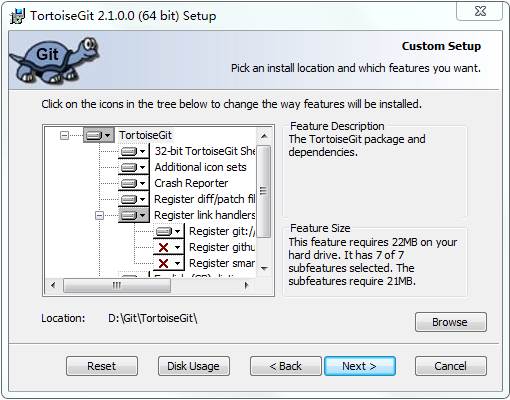 TortoiseGit 2.1.0.0 (64 bit) Setup
Git
Custom Setup
Pick an install location and which features you want.
Click on the icons in the tree below to change the way features will be installed.
TortoiseGit
32-bit TortoiseGit She
Additional icon sets
Crash Reporter
Register diff/patch fil
Register link handlers
Register git:/
Register githu
Register smar
Feature Description
The TortoiseGit package and
dependencies.
Feature Size
This feature requires 22MB on your
hard drive. It has 7 of 7
subfeatures selected. The
subfeatures require 21MB.
Location: D:\Git\TortoiseGit\
Browse
Reset Disk Usage < Back Next > Cancel